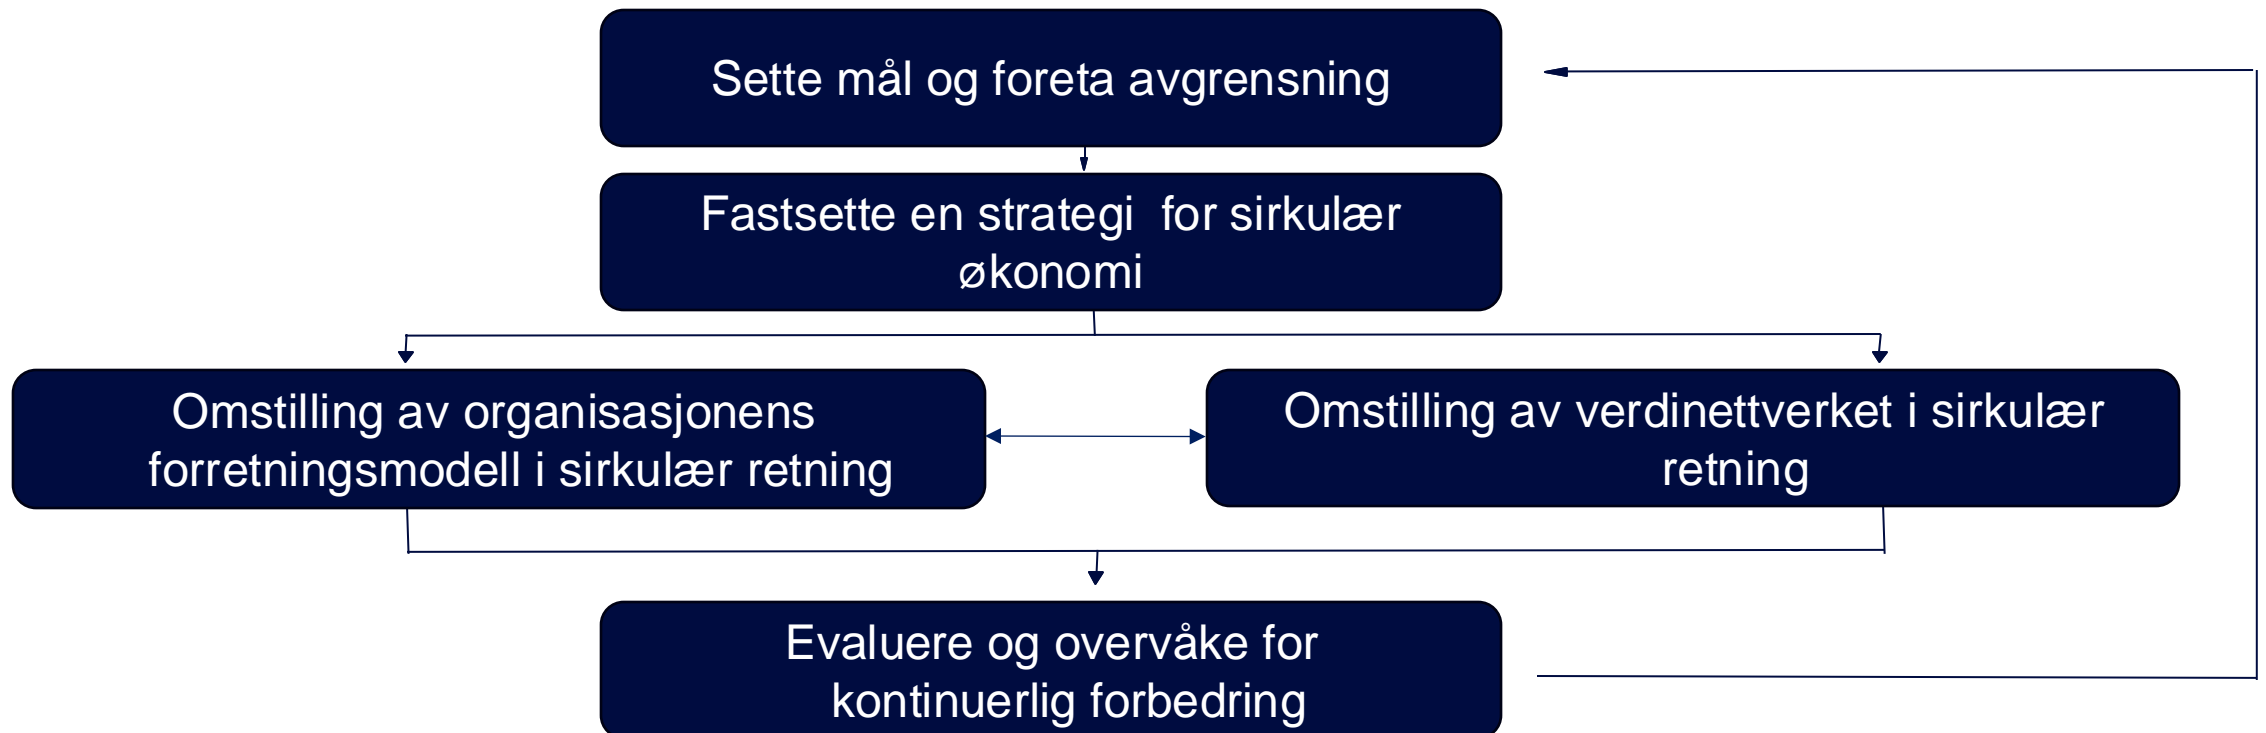 Sette mål og foreta avgrensning
Fastsette en strategi  for sirkulær
økonomi
Omstilling av organisasjonens
forretningsmodell i sirkulær retning
Omstilling av verdinettverket i sirkulær
retning
Evaluere og overvåke for
kontinuerlig forbedring